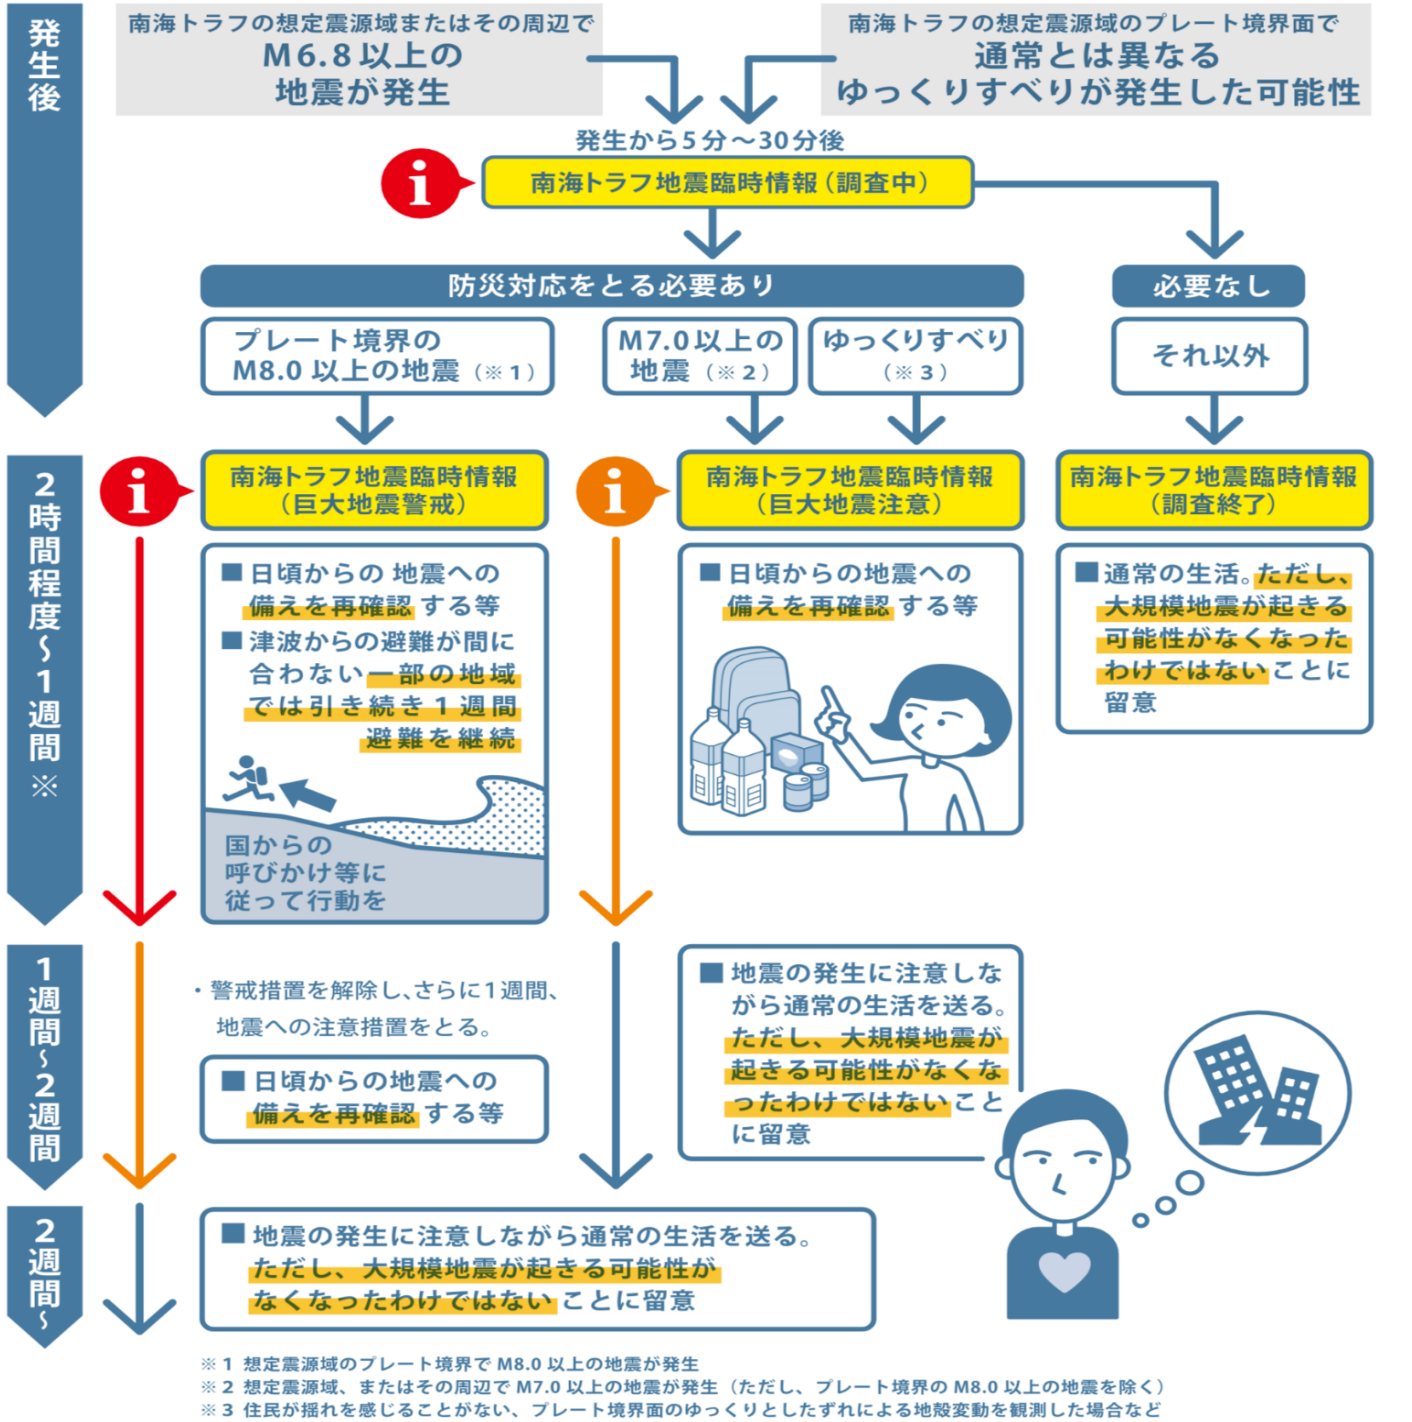 発生後
南海トラフの想定震源域またはその周辺で
M6.8以上の
地震が発生
南海トラフの想定震源域のプレート境界面で
通常とは異なる
ゆっくりすべりが発生した可能性
発生から5分～30分後
i
南海トラフ地震臨時情報（調査中）
防災対応をとる必要あり
必要なし
プレート境界の
M8.0 以上の地震（※1）
M7.0以上の
地震（※2）
ゆっくりすべり
（※3）
それ以外
2時間程度～1週間※
i
南海トラフ地震臨時情報
（巨大地震警戒）
i
南海トラフ地震臨時情報
（巨大地震注意）
南海トラフ地震臨時情報
（調査終了）
■日頃からの 地震への
備えを再確認 する等
■津波からの避難が間に
合わない一部の地域
では引き続き1週間
避難を継続
国からの
呼びかけ等に
従って行動を
■日頃からの地震への
備えを再確認 する等
■通常の生活。ただし、
大規模地震が起きる
可能性がなくなった
わけではないことに
留意
1週間～2週間
・警戒措置を解除し、さらに1週間、
地震への注意措置をとる。
■日頃からの地震への
備えを再確認 する等
■地震の発生に注意しな
がら通常の生活を送る。
ただし、大規模地震が
起きる可能性がなくな
ったわけではないこと
に留意
2週間～
■地震の発生に注意しながら通常の生活を送る。
ただし、大規模地震が起きる可能性が
なくなったわけではない ことに留意
※1 想定震源域のプレート境界で M8.0 以上の地震が発生
※2 想定震源域、またはその周辺で M7.0 以上の地震が発生（ただし、プレート境界の M8.0 以上の地震を除く）
※3 住民が揺れを感じることがない、プレート境界面のゆっくりとしたずれによる地殻変動を観測した場合など